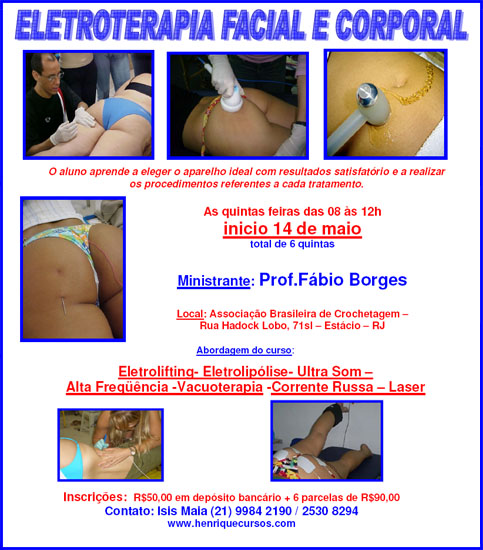 ELETROTERAPIA FACIAL E CORPORAL
O aluno aprende a eleger o aparelho ideal com resultados satisfatório e a realizar
os procedimentos referentes a cada tratamento.
As quintas feiras das 08 às 12h
inicio 14 de maio
total de 6 quintas
Ministrante: Prof.Fábio Borges
Local: Associação Brasileira de Crochetagem –
Rua Hadock Lobo, 71sl – Estácio – RJ
Abordagem do curso:
Eletrolifting- Eletrolipólise- Ultra Som –
Alta Freqüência -Vacuoterapia -Corrente Russa – Laser
Inscrições: R$50,00 em depósito bancário + 6 parcelas de R$90,00
Contato: Isis Maia (21) 9984 2190 / 2530 8294
www.henriquecursos.com